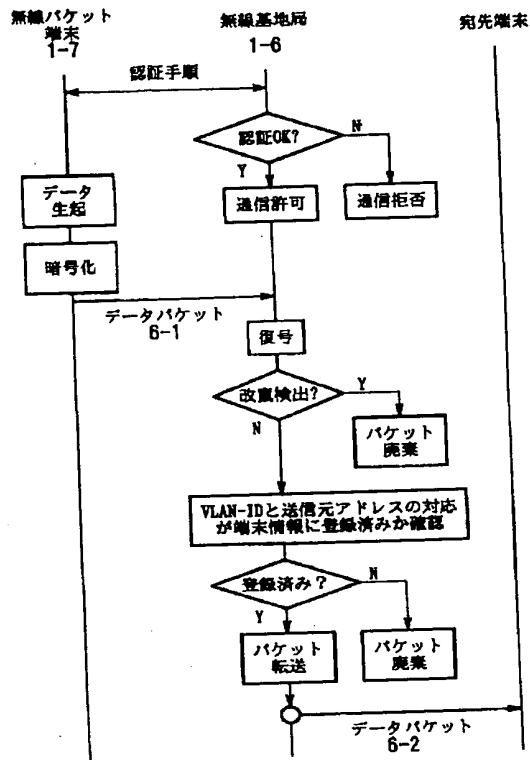 無線パケット
端末
1-7
無線基地局
1-6
宛先端末
認証手順
認証OK?
N
Y
データ
生起
通信許可
通信拒否
暗号化
データパケット
6-1
復号
改竄検出?
Y
N
パケット
廃棄
VLAN-IDと送信元アドレスの対応
が端末情報に登録済みか確認
登録済み?
N
Y
パケット
転送
パケット
廃棄
データパケット
6-2